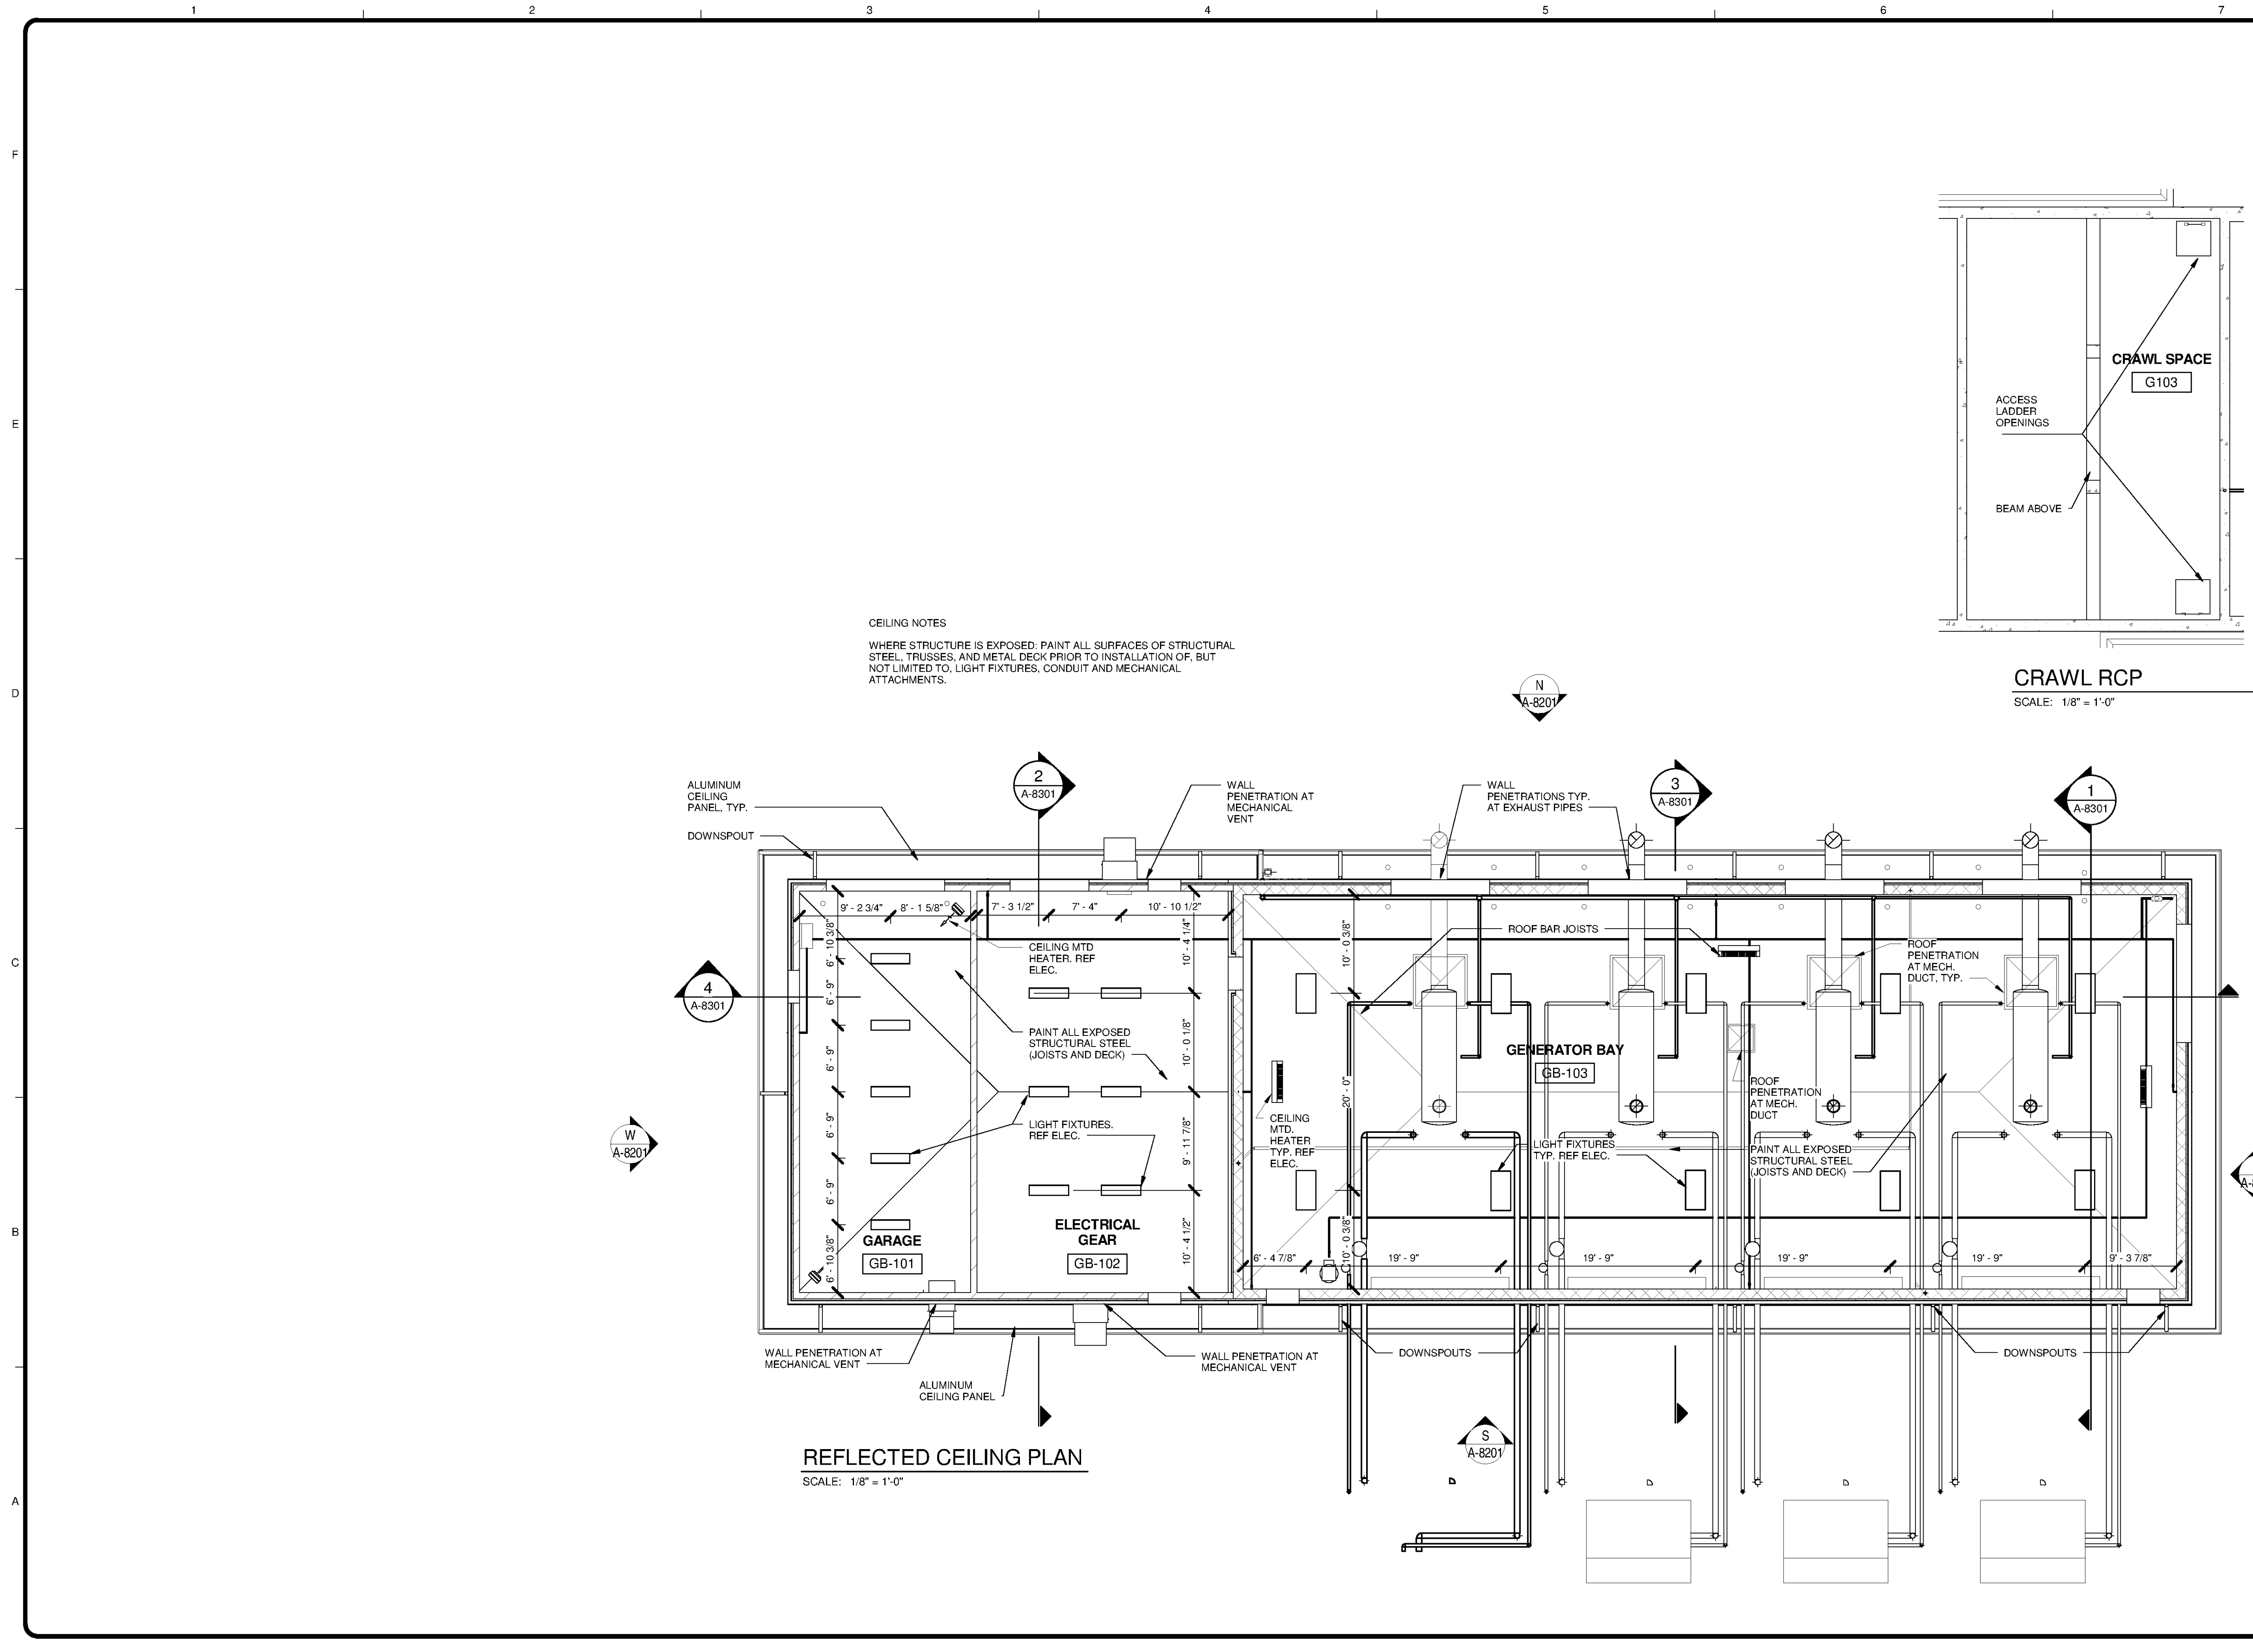 1
2
3
4
5
6
7
F
E
D
C
B
A
CRAWL SPACE
G103
ACCESS
LADDER
OPENINGS
BEAM ABOVE
CRAWL RCP
SCALE: 1/8" = 1'-0"
CEILING NOTES
WHERE STRUCTURE IS EXPOSED: PAINT ALL SURFACES OF STRUCTURAL
STEEL, TRUSSES, AND METAL DECK PRIOR TO INSTALLATION OF, BUT
NOT LIMITED TO, LIGHT FIXTURES, CONDUIT AND MECHANICAL
ATTACHMENTS.
N
A-8201
ALUMINUM
CEILING
PANEL, TYP.
DOWNSPOUT
2
A-8301
WALL
PENETRATION AT
MECHANICAL
VENT
WALL
PENETRATIONS TYP.
AT EXHAUST PIPES
3
A-8301
1
A-8301
9' - 2 3/4"
8' - 1 5/8"
7' - 3 1/2"
7' - 4"
10' - 10 1/2"
6' - 10 3/8"
6' - 9"
6' - 9"
6' - 9"
6' - 9"
6' - 10 3/8"
10' - 4 1/4"
10' - 0 1/8"
9' - 11 7/8"
10' - 4 1/2"
10' - 0 3/8"
20' - 0"
10' - 0 3/8"
CEILING MTD
HEATER. REF
ELEC.
ROOF BAR JOISTS
ROOF
PENETRATION
AT MECH.
DUCT, TYP.
4
A-8301
PAINT ALL EXPOSED
STRUCTURAL STEEL
(JOISTS AND DECK)
GENERATOR BAY
GB-103
ROOF
PENETRATION
AT MECH.
DUCT
LIGHT FIXTURES.
REF ELEC.
CEILING
MTD.
HEATER
TYP. REF
ELEC.
LIGHT FIXTURES
TYP. REF ELEC.
PAINT ALL EXPOSED
STRUCTURAL STEEL
(JOISTS AND DECK)
W
A-8201
GARAGE
GB-101
ELECTRICAL
GEAR
GB-102
6' - 4 7/8"
19' - 9"
19' - 9"
19' - 9"
19' - 9"
9' - 3 7/8"
WALL PENETRATION AT
MECHANICAL VENT
ALUMINUM
CEILING PANEL
WALL PENETRATION AT
MECHANICAL VENT
DOWNSPOUTS
DOWNSPOUTS
S
A-8201
REFLECTED CEILING PLAN
SCALE: 1/8" = 1'-0"